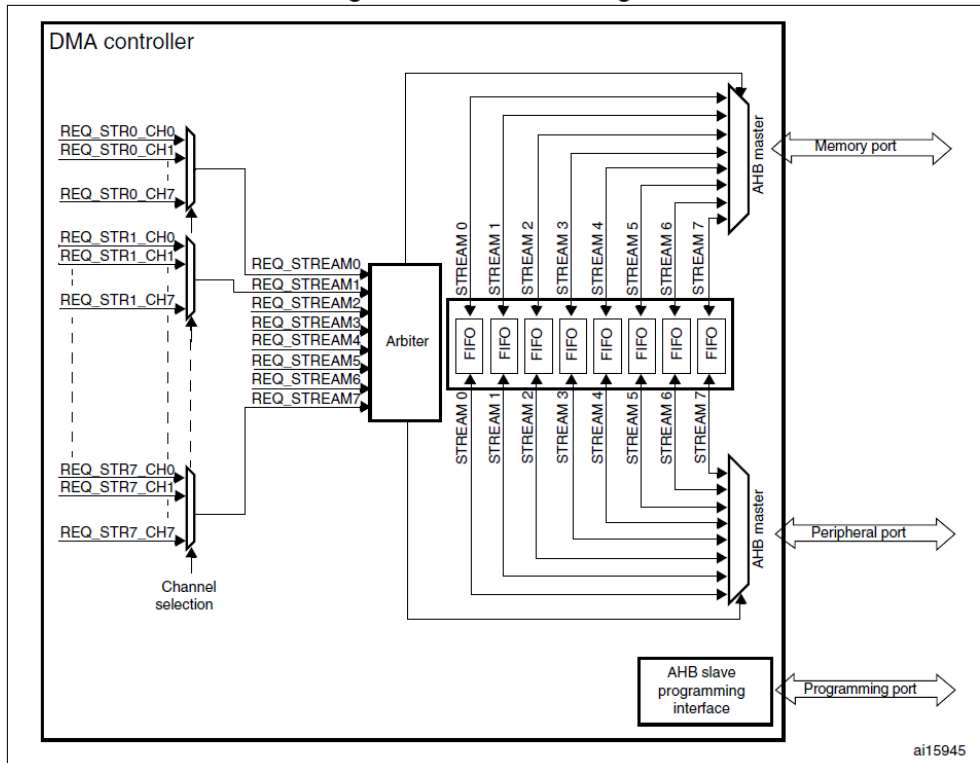 DMA controller
REQ_STR0_CH0
REQ_STR0_CH1
REQ_STR0_CH7
REQ_STR1_CH0
REQ_STR1_CH1
REQ_STR1_CH7
REQ_STR7_CH0
REQ_STR7_CH1
REQ_STR7_CH7
Channel
selection
REQ_STREAM0
REQ_STREAM1
REQ_STREAM2
REQ_STREAM3
REQ_STREAM4
REQ_STREAM5
REQ_STREAM6
REQ_STREAM7
Arbiter
STREAM 0
STREAM 1
STREAM 2
STREAM 3
STREAM 4
STREAM 5
STREAM 6
STREAM 7
FIFO
FIFO
FIFO
FIFO
FIFO
FIFO
FIFO
FIFO
STREAM 0
STREAM 1
STREAM 2
STREAM 3
STREAM 4
STREAM 5
STREAM 6
STREAM 7
AHB master
Memory port
AHB master
Peripheral port
AHB slave
programming
interface
Programming port
ai15945